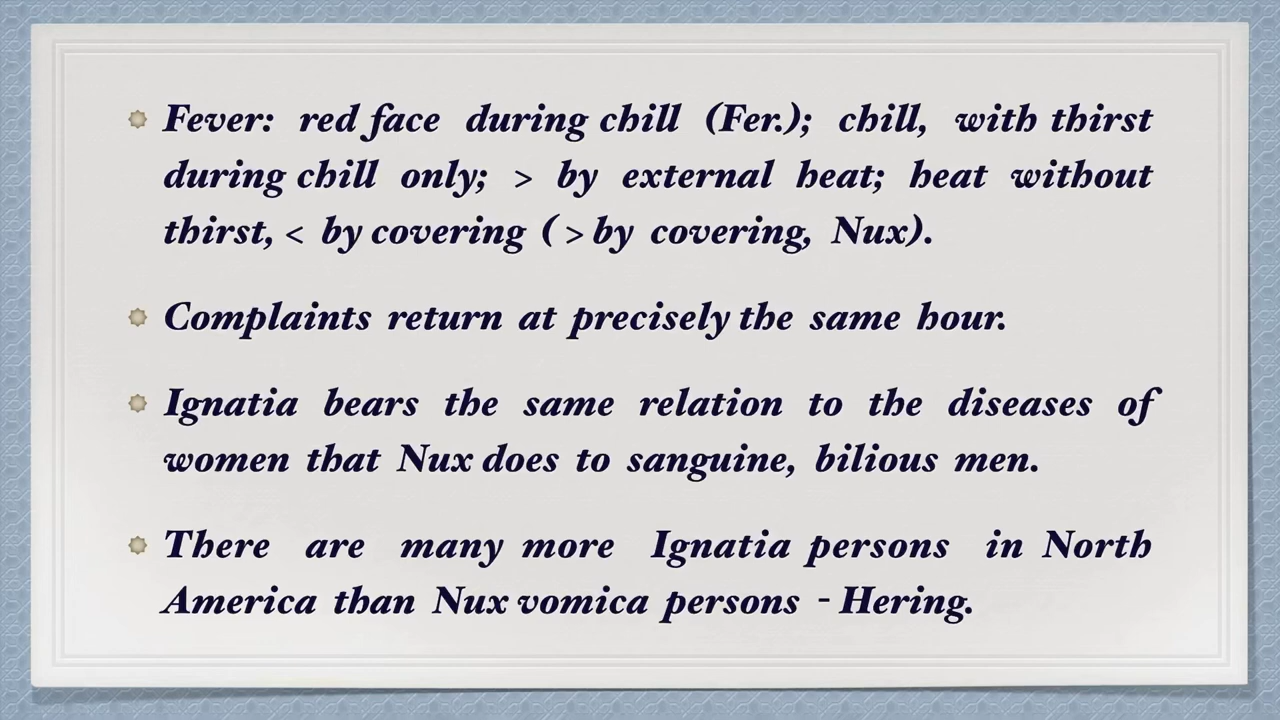 Fever: red face during chill (Fer.); chill, with thirst
during chill only; > by external heat; heat without
thirst, < by covering ( > by covering, Nux).
Complaints return at precisely the same hour.
Ignatia bears the same relation to the diseases of
women that Nux does to sanguine, bilious men.
There are many more Ignatia persons in North
America than Nux vomica persons - Hering.